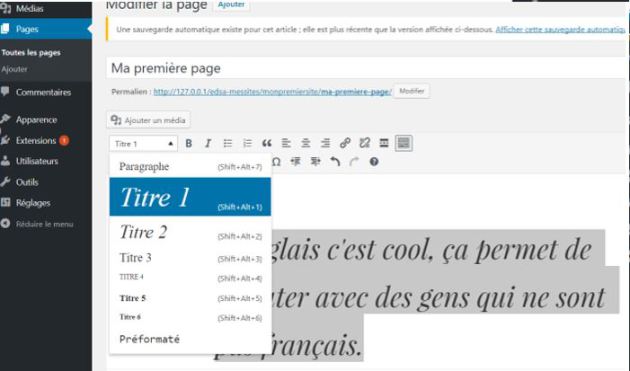 Médias
Pages
Toutes les pages
Ajouter
Commentaires
Apparence
Extensions 1
Utilisateurs
Outils
Réglages
Réduire le menu
Modifier la page Ajouter
Une sauvegarde automatique existe pour cet article ; elle est plus récente que la version affichée ci-dessous. Afficher cette sauvegarde automatiqu
Ma première page
Permalien : http://127.0.0.1/edsa-messites/monpremiersite/ma-premiere-page/ Modifier
Ajouter un média
Titre 1
B I
Ω
Paragraphe (Shift+Alt+7)
Titre 1 (Shift+Alt+1)
Titre 2 (Shift+Alt+2)
Titre 3 (Shift+Alt+3)
TITRE 4 (Shift+Alt+4)
Titre 5 (Shift+Alt+5)
Titre 6 (Shift+Alt+6)
Préformaté
glais c'est cool, ça permet de
ter avec des gens qui ne sont
français.